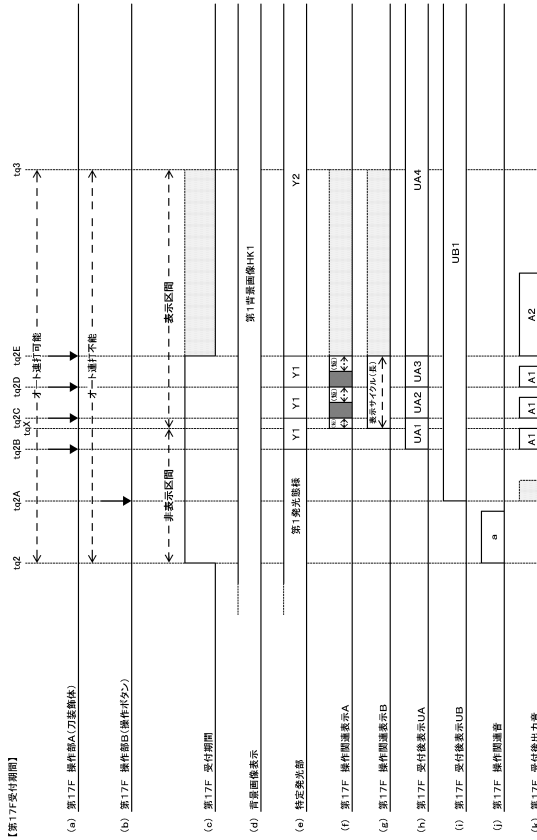 【第17F受付期間】
tq2
tq2A
tq2B
tqX
tq2C
tq2D
tq2E
tq3
オート連打可能
(a) 第17F 操作部A(刀装飾体)
オート連打不能
(b) 第17F 操作部B(操作ボタン)
非表示区間
表示区間
(c) 第17F 受付期間
(d) 背景画像表示
第1背景画像HK1
(e) 特定発光部
第1発光態様
Y1
Y1
Y1
Y2
(f) 第17F 操作関連表示A
(短)
(短)
(短)
(g) 第17F 操作関連表示B
表示サイクル(長)
(h) 第17F 受付後表示UA
UA1
UA2
UA3
UA4
(i) 第17F 受付後表示UB
UB1
(j) 第17F 操作関連音
a
(k) 第17F 受付後出力音
A1
A1
A1
A2